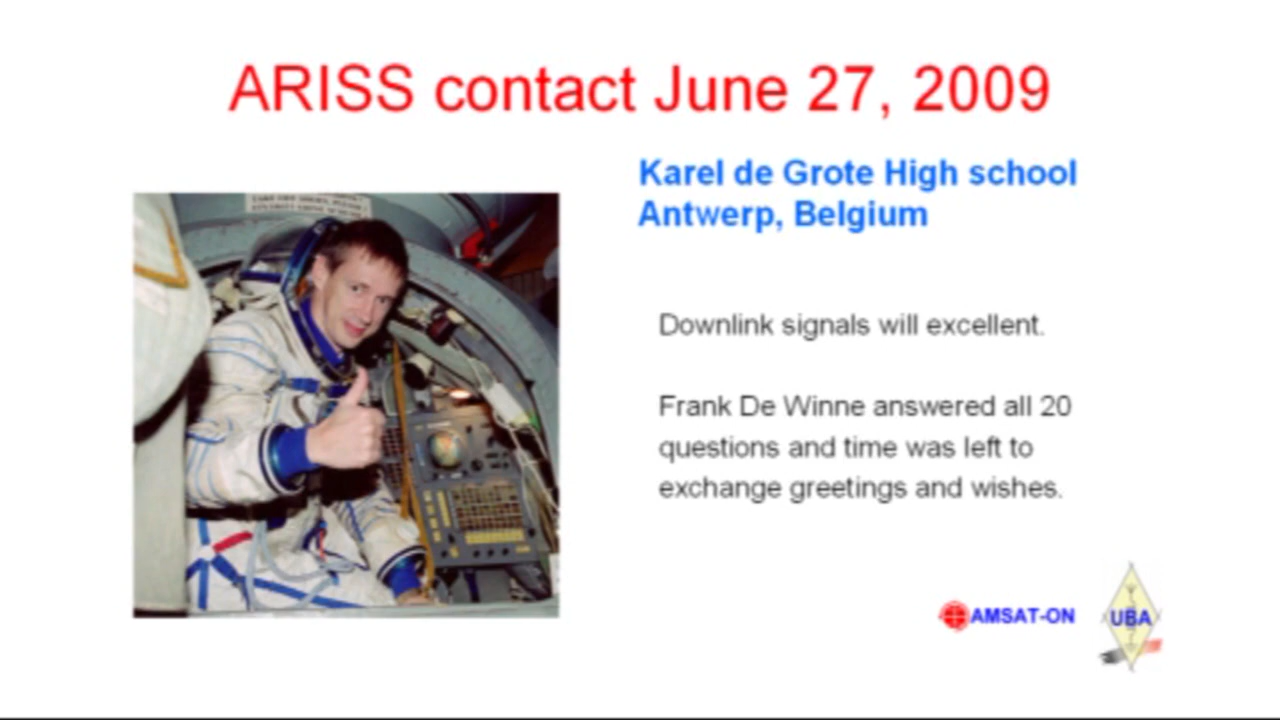 ARISS contact June 27, 2009
Karel de Grote High school
Antwerp, Belgium
Downlink signals will excellent.
Frank De Winne answered all 20
questions and time was left to
exchange greetings and wishes.
AMSAT-ON
UBA